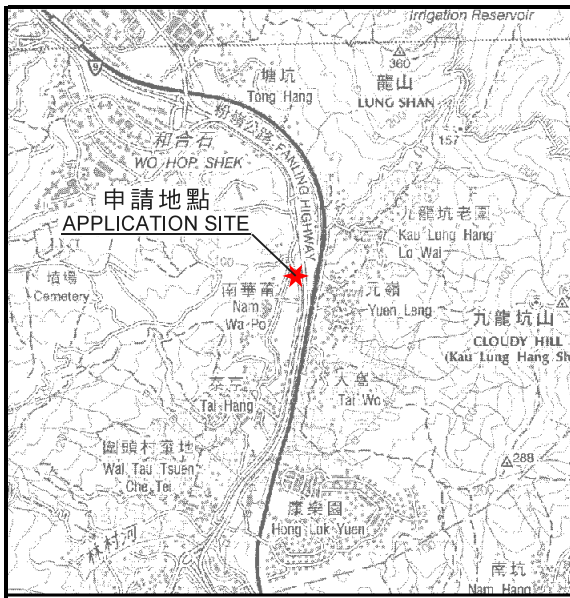 Irrigation Reservoir
9
塘坑
Tong Hang
360
龍山
LUNG SHAN
粉嶺公路 FANLING HIGHWAY
和合石
WO HOP SHEK
157
申請地點
APPLICATION SITE
九龍坑老圍
Kau Lung Hang
Lo Wai
墳場
Cemetery
南華莆
Nam
Wa Po
元嶺
Yuen Leng
九龍坑山
CLOUDY HILL
(Kau Lung Hang Sh
泰亨
Tai Hang
大窩
Tai Wo
圍頭村菜地
Wai Tau Tsuen
Che Tei
288
康樂園
Hong Lok Yuen
林村河
南坑
Nam Hang